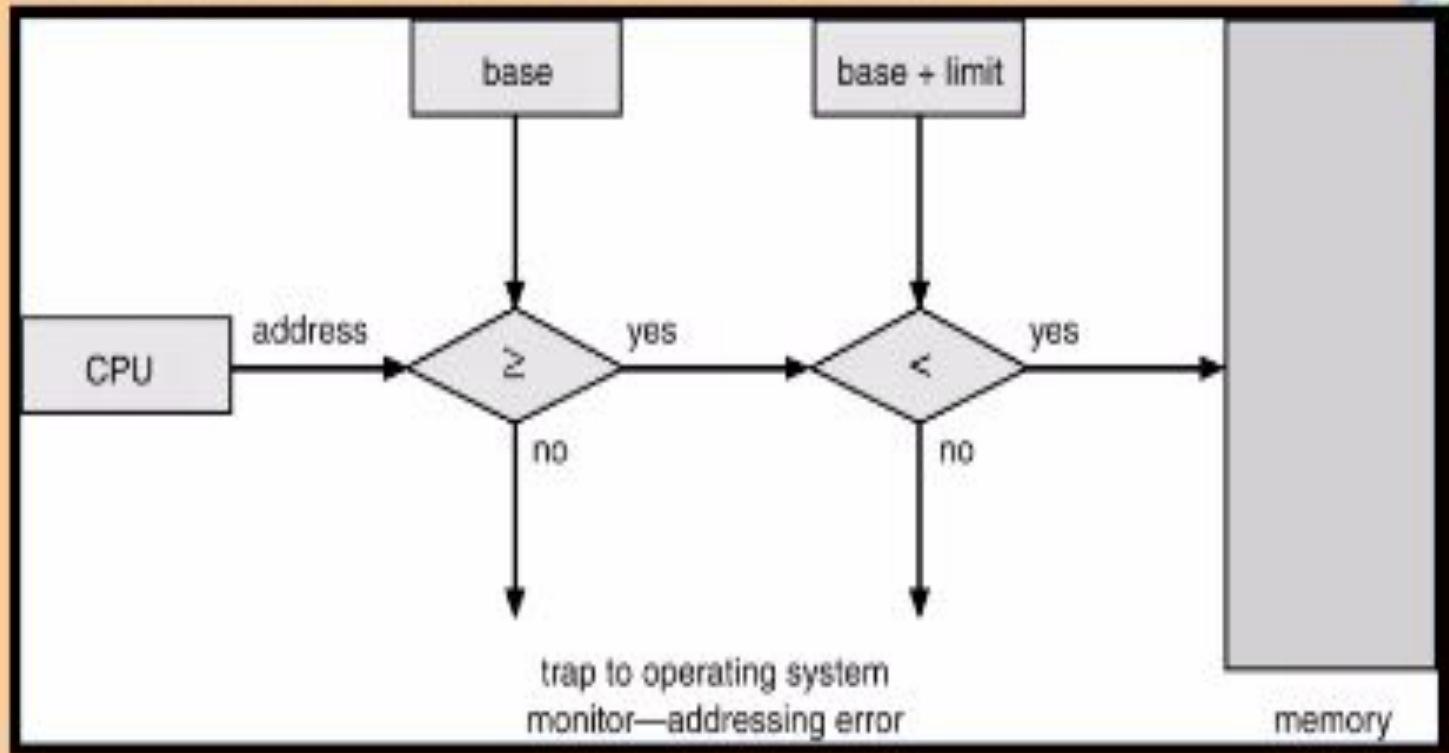 base
base + limit
address
yes
yes
CPU
≥
<
no
no
trap to operating system
monitor—addressing error
memory